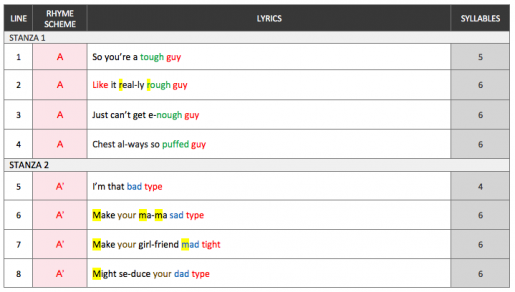 LINE RHYME SCHEME LYRICS SYLLABLES
STANZA 1
1 A So you're a tough guy 5
2 A Like it real-ly rough guy 6
3 A Just can't get e-nough guy 6
4 A Chest al-ways so puffed guy 6
STANZA 2
5 A' I'm that bad type 4
6 A' Make your ma-ma sad type 6
7 A' Make your girl-friend mad tight 6
8 A' Might se-duce your dad type 6